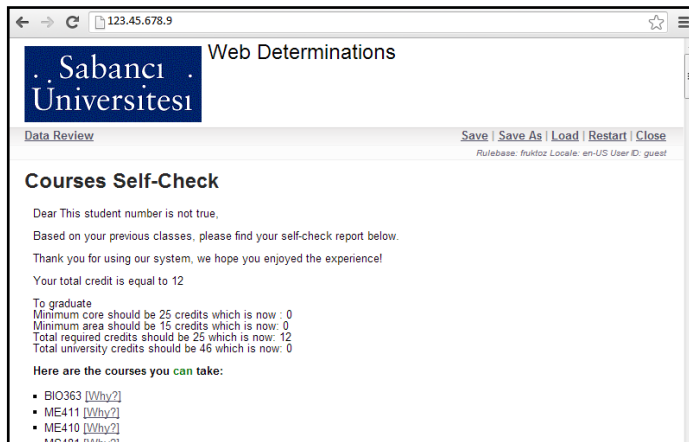 123.45.678.9
Web Determinations
. Sabancı .
. Üniversitesi
Data Review
Save | Save As | Load | Restart | Close
Rulebase: fruktoz Locale: en-US User ID: guest
Courses Self-Check
Dear This student number is not true,
Based on your previous classes, please find your self-check report below.
Thank you for using our system, we hope you enjoyed the experience!
Your total credit is equal to 12
To graduate
Minimum core should be 25 credits which is now : 0
Minimum area should be 15 credits which is now: 0
Total required credits should be 25 which is now: 12
Total university credits should be 46 which is now: 0
Here are the courses you can take:
▪ BIO363 [Why?]
▪ ME411 [Why?]
▪ ME410 [Why?]